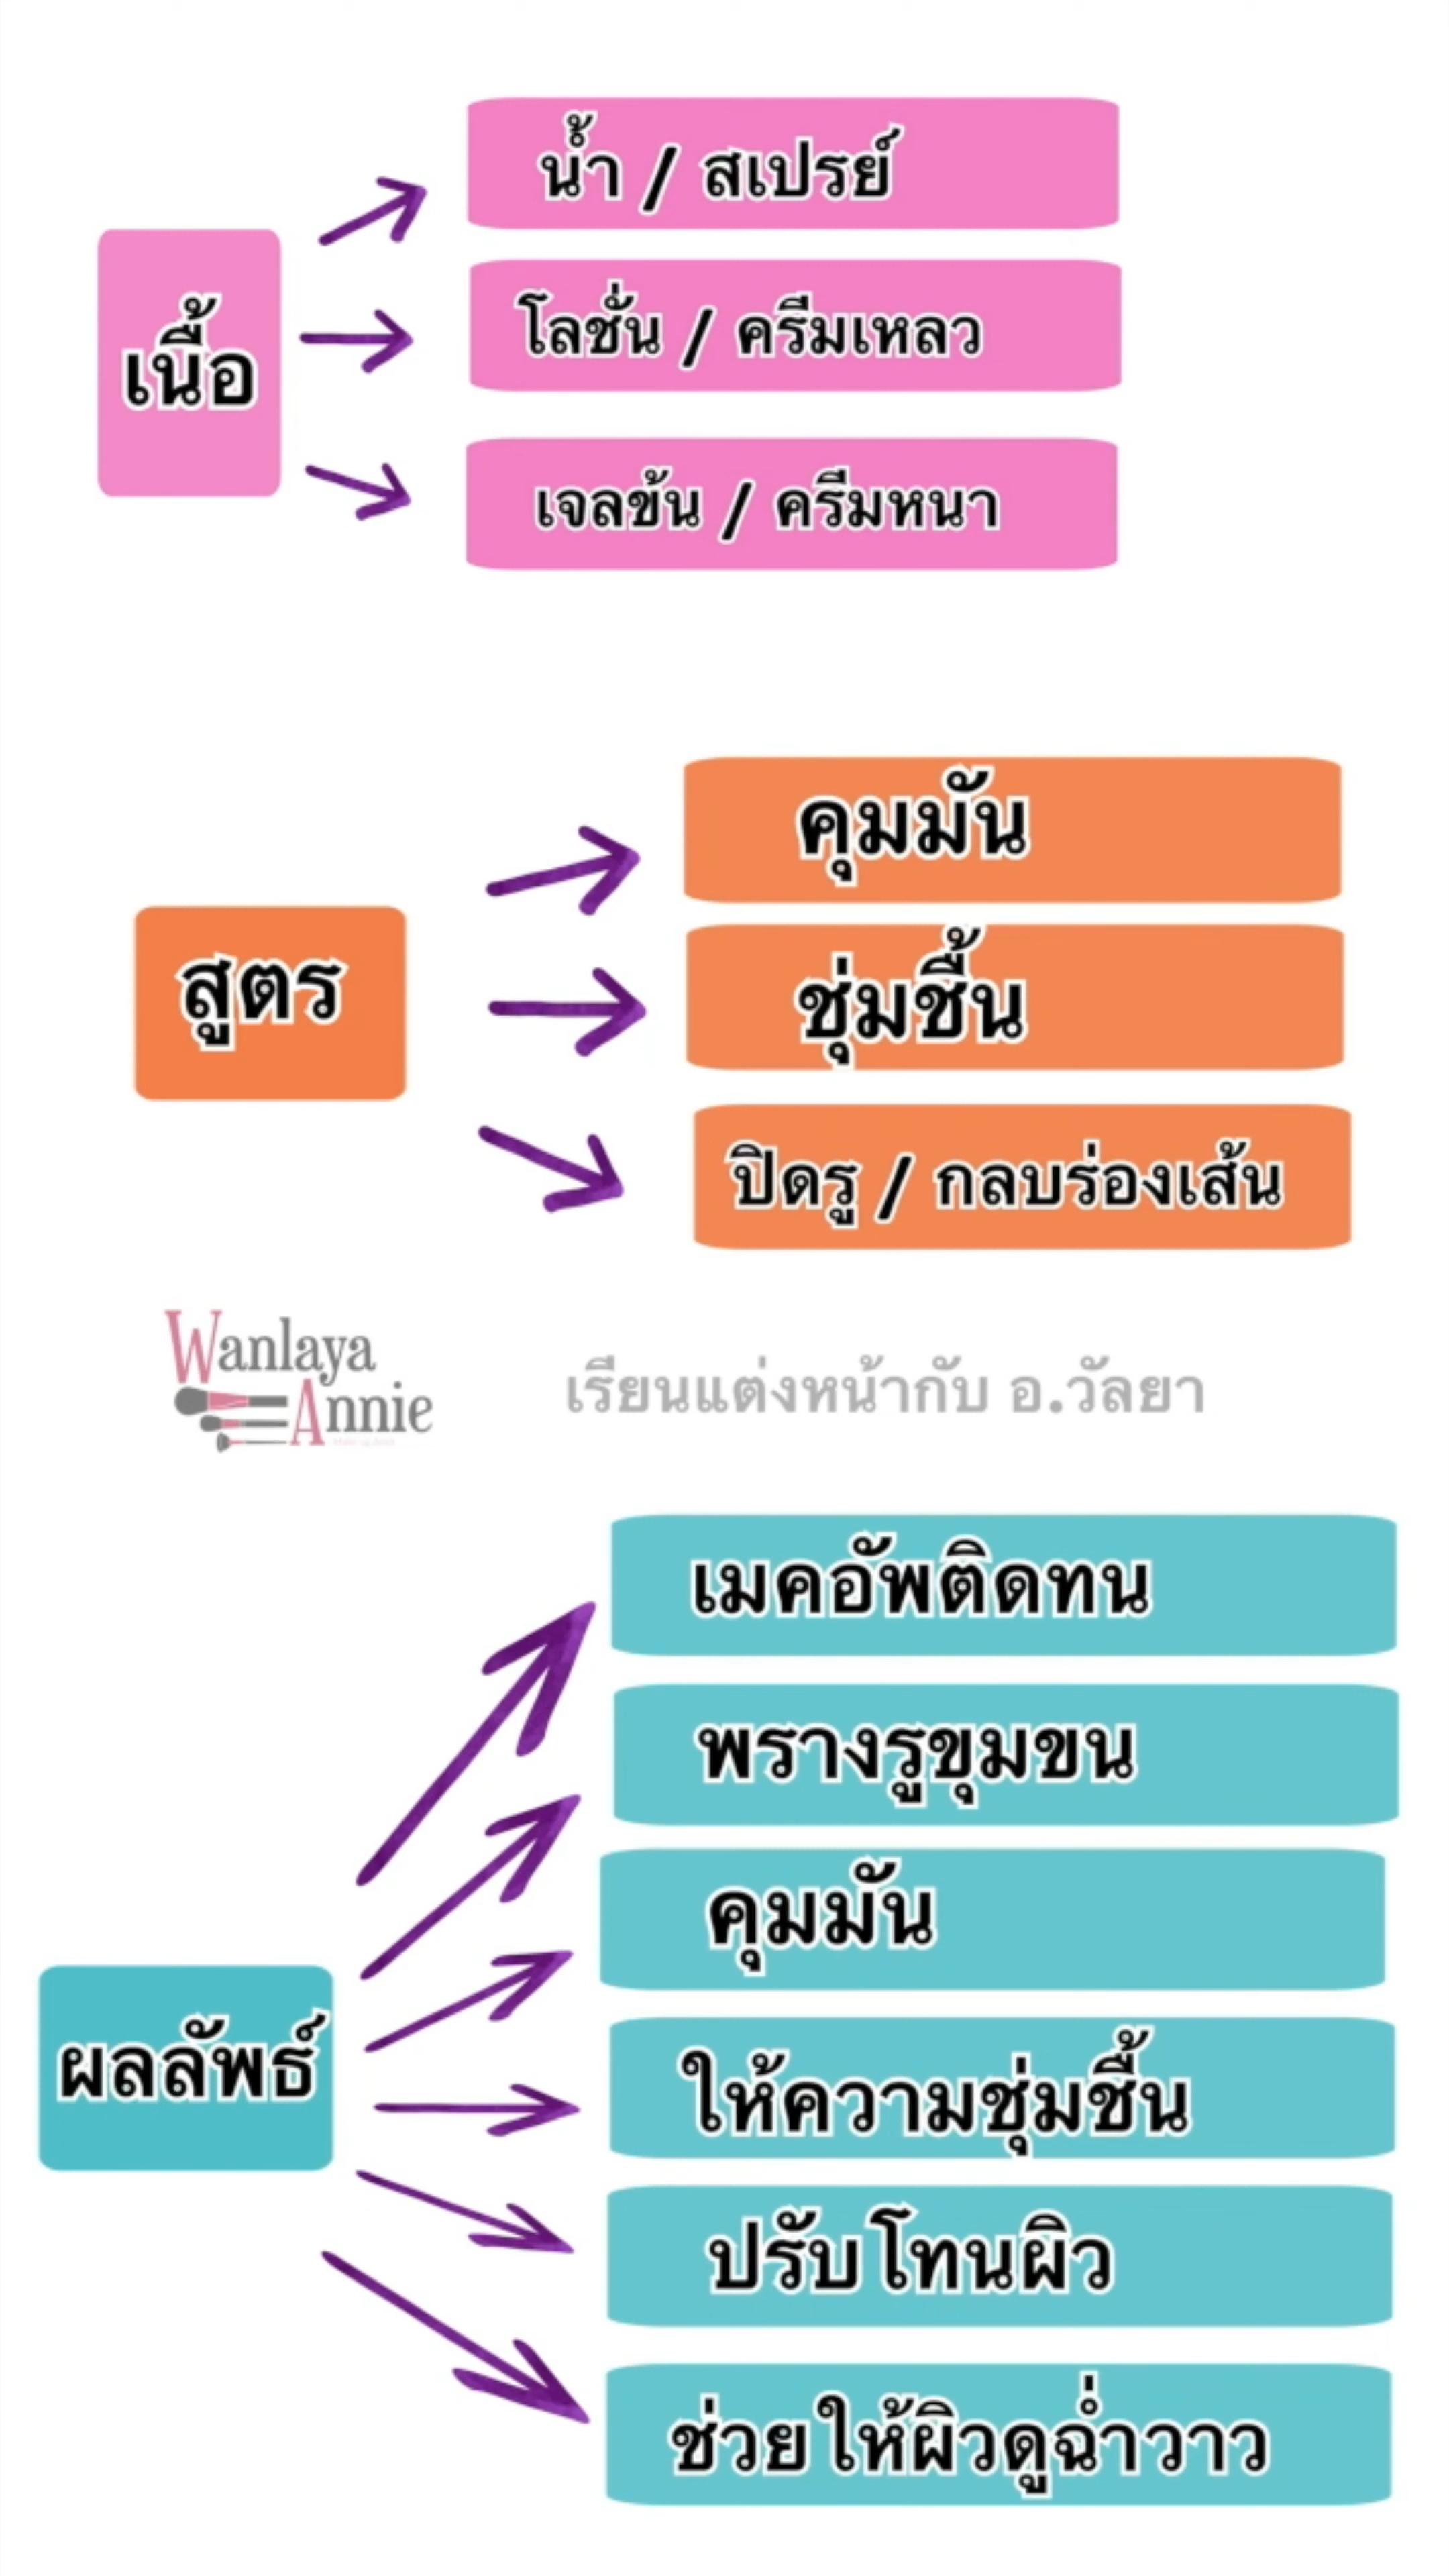 เนื้อ
น้ำ / สเปรย์
โลชั่น / ครีมเหลว
เจลข้น / ครีมหนา
สูตร
คุมมัน
ชุ่มชื้น
ปิดรู / กลบร่องเส้น
Wanlaya
Annie
เรียนแต่งหน้ากับ อ.วัลยา
ผลลัพธ์
เมคอัพติดทน
พรางรูขุมขน
คุมมัน
ให้ความชุ่มชื้น
ปรับโทนผิว
ช่วยให้ผิวดูฉ่ำวาว